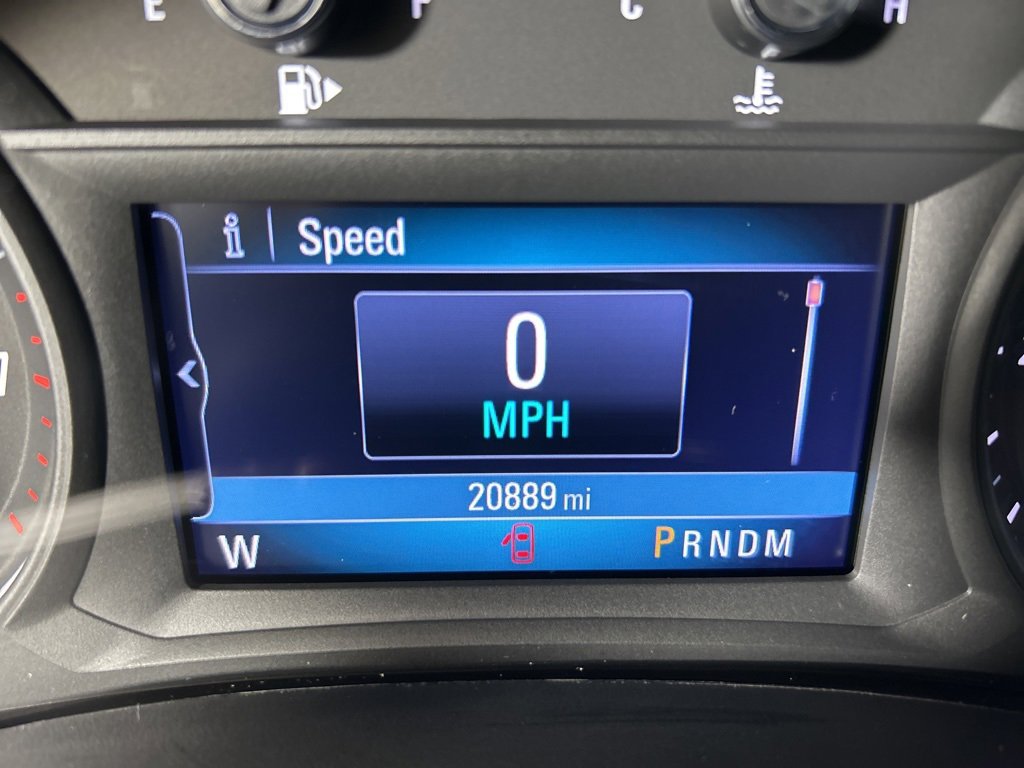 E F C H
i Speed
0
MPH
20889 mi
W PRNDM